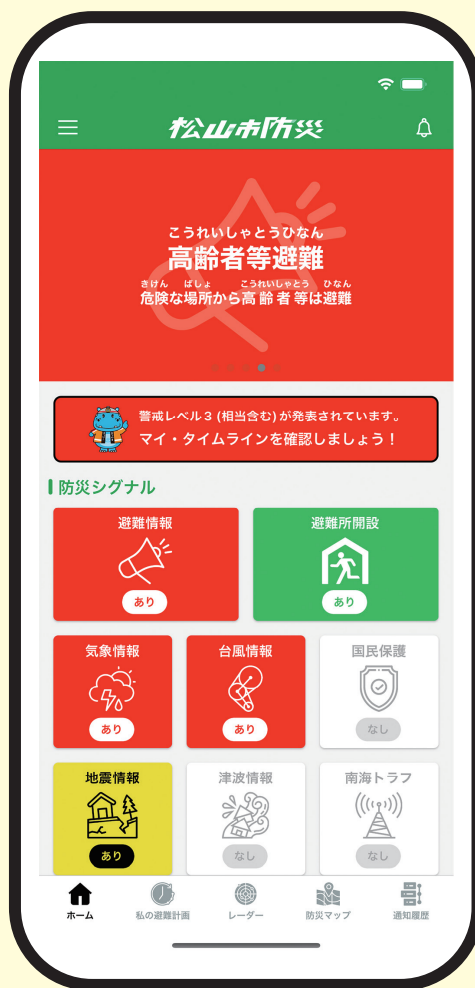 松山市防災
こうれいしゃとうひなん
高齢者等避難
きけん ばしょ こうれいしゃとう ひなん
危険な場所から高齢者等は避難
警戒レベル3(相当含む)が発表されています。
マイ・タイムラインを確認しましょう!
防災シグナル
避難情報 避難所開設
あり あり
気象情報 台風情報 国民保護
あり あり なし
地震情報 津波情報 南海トラフ
あり なし なし
ホーム 私の避難計画 レーダー 防災マップ 通知履歴